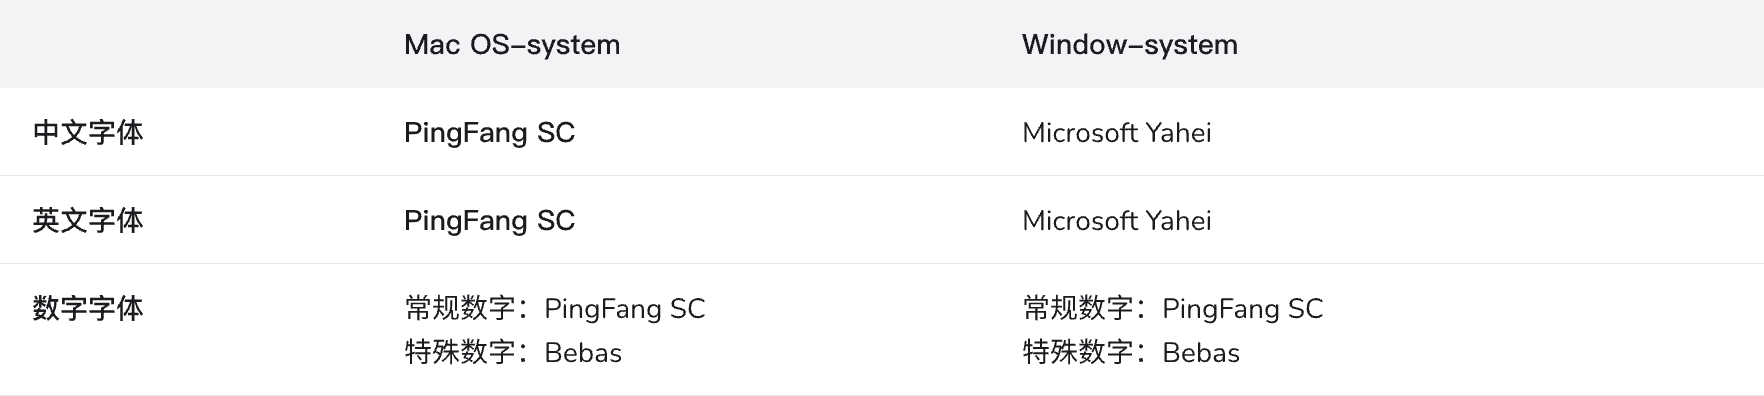 Mac OS-system Window-system
中文字体 PingFang SC Microsoft Yahei
英文字体 PingFang SC Microsoft Yahei
数字字体 常规数字：PingFang SC 常规数字：PingFang SC
特殊数字：Bebas 特殊数字：Bebas